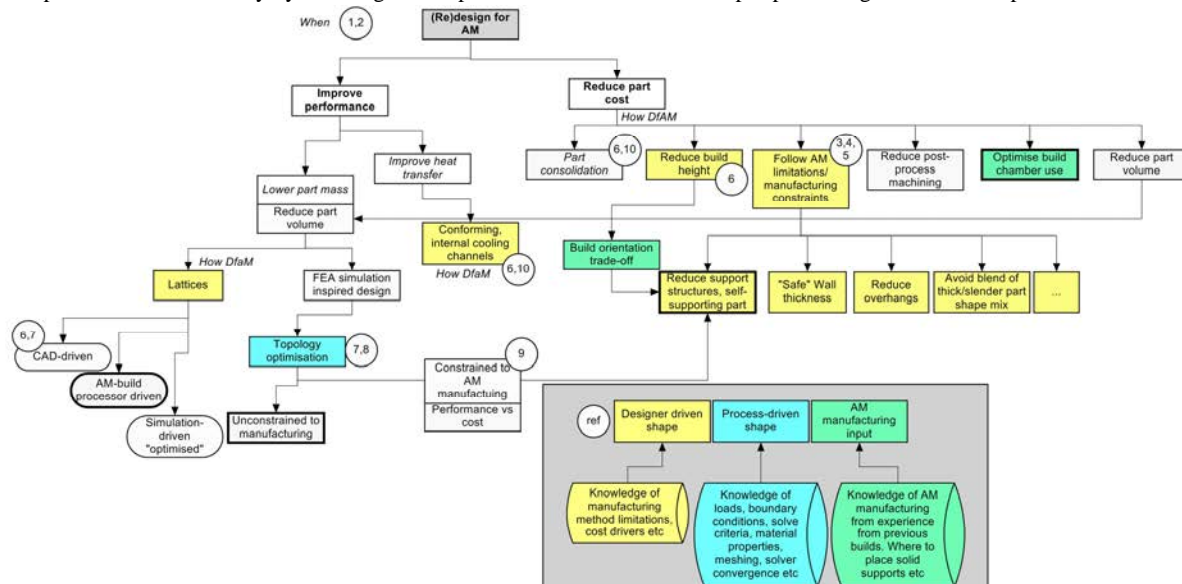 When
1,2
(Re)design for
AM
Improve
performance
Reduce part
cost
How DfAM
Improve heat
transfer
Part
consolidation
6,10
Reduce build
height
6
Follow AM
limitations/
manufacturing
constraints
3,4,
5
Reduce post-
process
machining
Optimise build
chamber use
Reduce part
volume
Lower part mass
Reduce part
volume
Conforming,
internal cooling
channels
How DfaM
6,10
Build orientation
trade-off
How DfaM
Lattices
FEA simulation
inspired design
Reduce support
structures, self-
supporting part
"Safe" Wall
thickness
Reduce
overhangs
Avoid blend of
thick/slender part
shape mix
...
6,7
CAD-driven
Topology
optimisation
7,8
9
Constrained to
AM
manufactuing
Performance vs
cost
AM-build
processor driven
Simulation-
driven
"optimised"
Unconstrained to
manufacturing
ref
Designer driven
shape
Process-driven
shape
AM
manufacturing
input
Knowledge of
manufacturing
method limitations,
cost drivers etc
Knowledge of
loads, boundary
conditions, solve
criteria, material
properties,
meshing, solver
convergence etc
Knowledge of AM
manufacturing
from experience
from previous
builds. Where to
place solid
supports etc